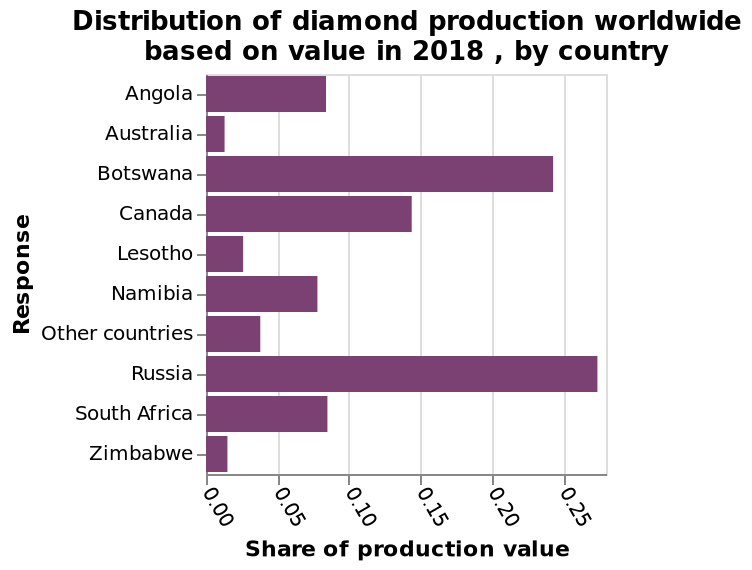 Distribution of diamond production worldwide
based on value in 2018 , by country
Response
Angola
Australia
Botswana
Canada
Lesotho
Namibia
Other countries
Russia
South Africa
Zimbabwe
0.00
0.05
0.10
0.15
0.20
0.25
Share of production value